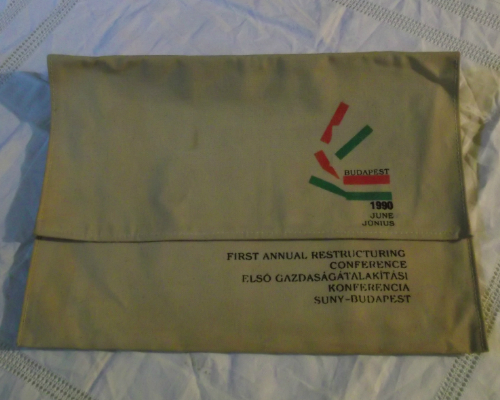 BUDAPEST
1990
JUNE
JÚNIUS
FIRST ANNUAL RESTRUCTURING
CONFERENCE
ELSŐ GAZDASÁGÁTALAKÍTÁSI
KONFERENCIA
SUNY-BUDAPEST